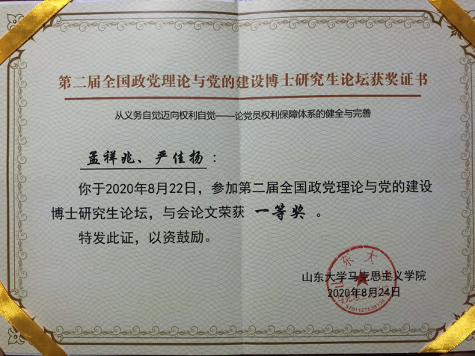 第二届全国政党理论与党的建设博士研究生论坛获奖证书
从义务自觉迈向权利自觉——论党员权利保障体系的健全与完善
孟祥兆、严佳扬：
你于2020年8月22日，参加第二届全国政党理论与党的建设
博士研究生论坛，与会论文荣获 一等奖 。
特发此证，以资鼓励。
山东大学马克思主义学院
2020年8月24日